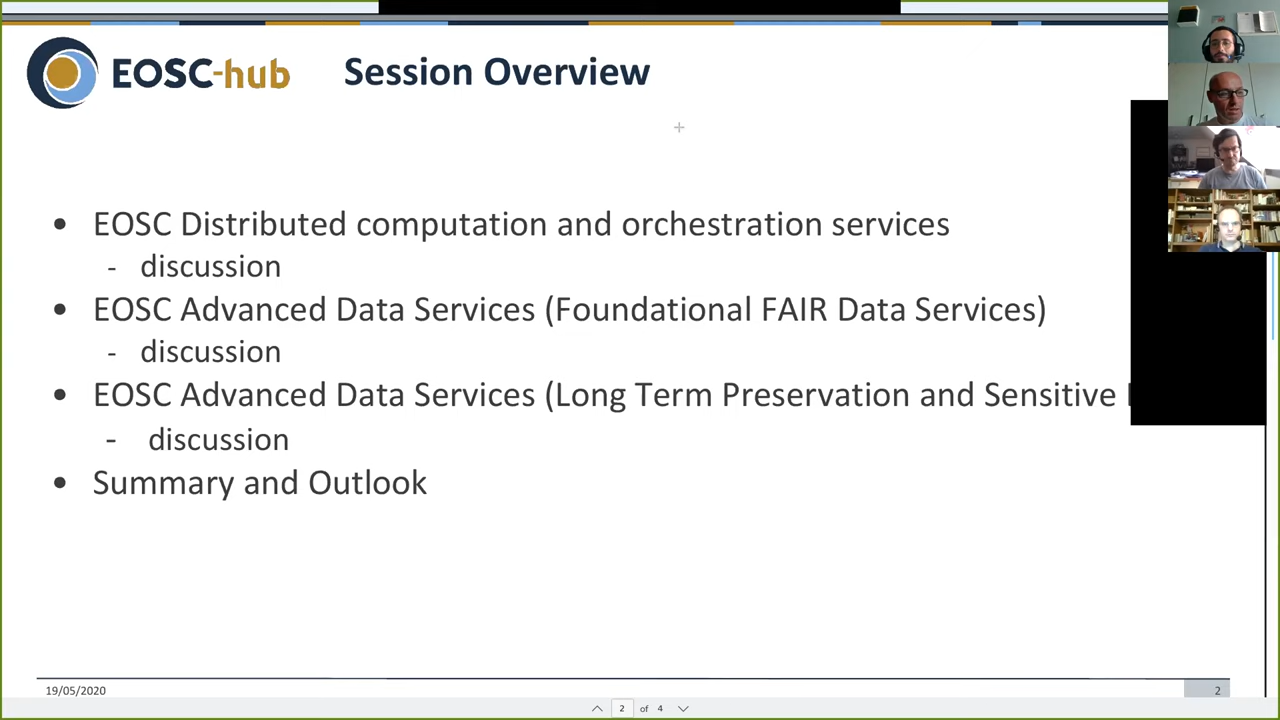 EOSC-hub
Session Overview
• EOSC Distributed computation and orchestration services
- discussion
• EOSC Advanced Data Services (Foundational FAIR Data Services)
- discussion
• EOSC Advanced Data Services (Long Term Preservation and Sensitive
- discussion
• Summary and Outlook
19/05/2020
2
2 of 4